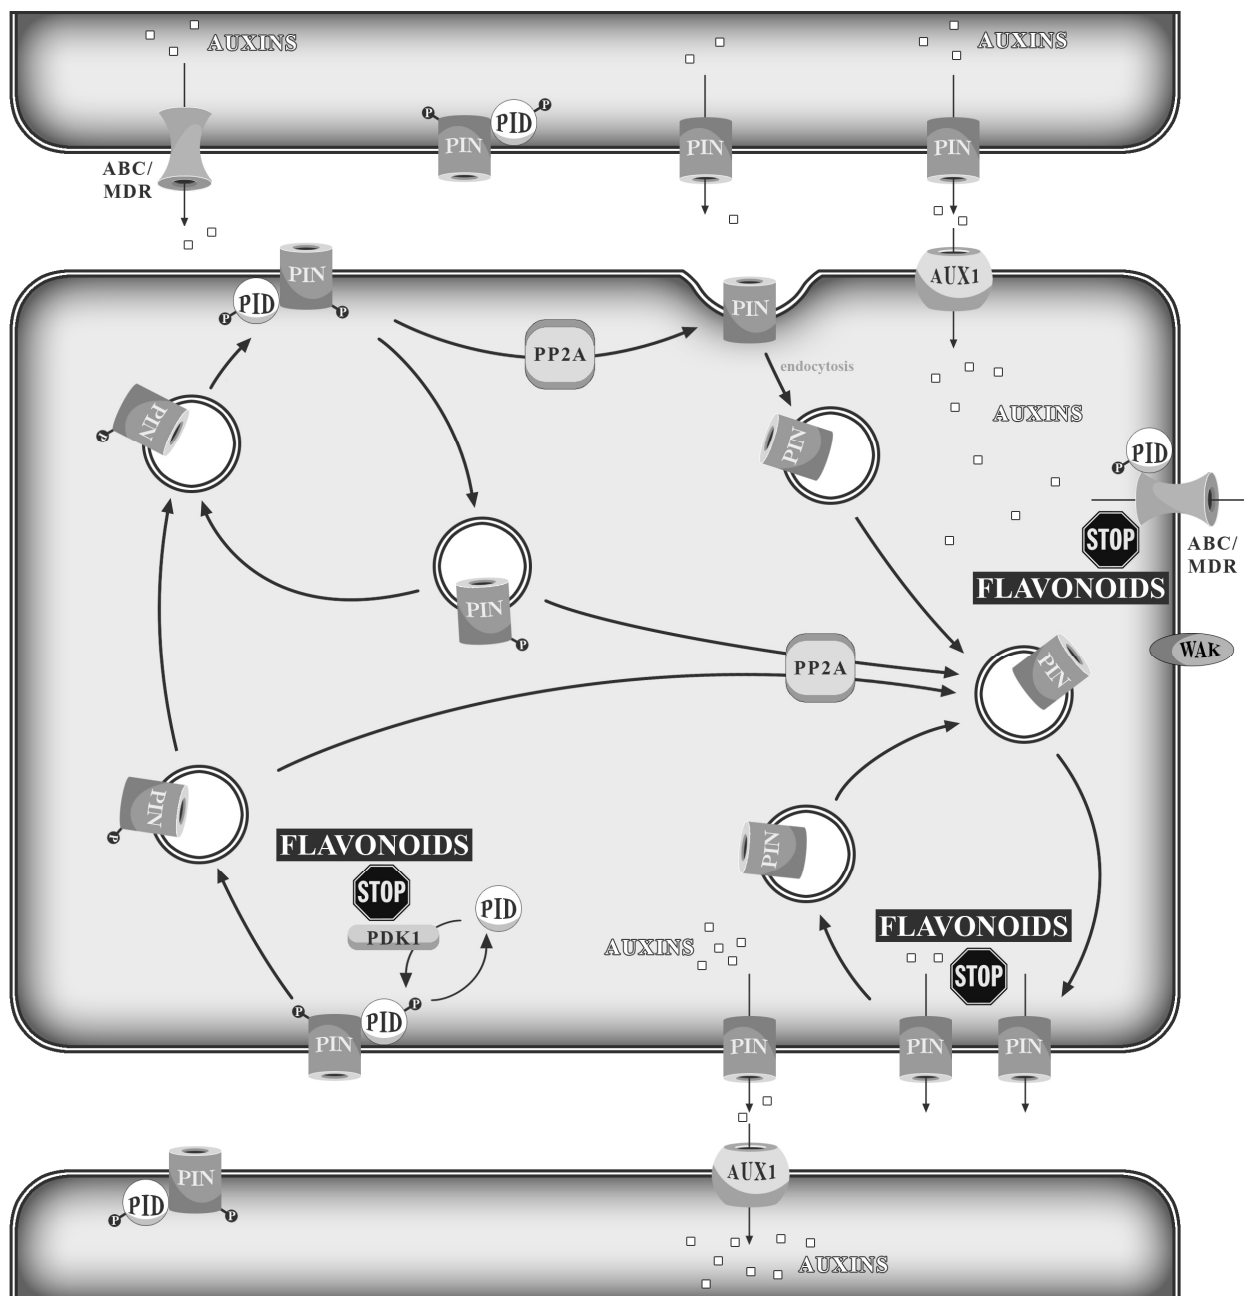 AUXINS
AUXINS
P
P
PID
PIN
PIN
PIN
ABC/
MDR
PIN
PID
P
P
PIN
AUX1
PP2A
endocytosis
PIN
P
PIN
AUXINS
PID
P
STOP
ABC/
MDR
FLAVONOIDS
PIN
P
PP2A
WAK
PIN
PIN
P
FLAVONOIDS
STOP
PID
PDK1
PIN
FLAVONOIDS
AUXINS
STOP
P
P
PID
PIN
PIN
PIN
PIN
PIN
PID
P
P
AUX1
AUXINS